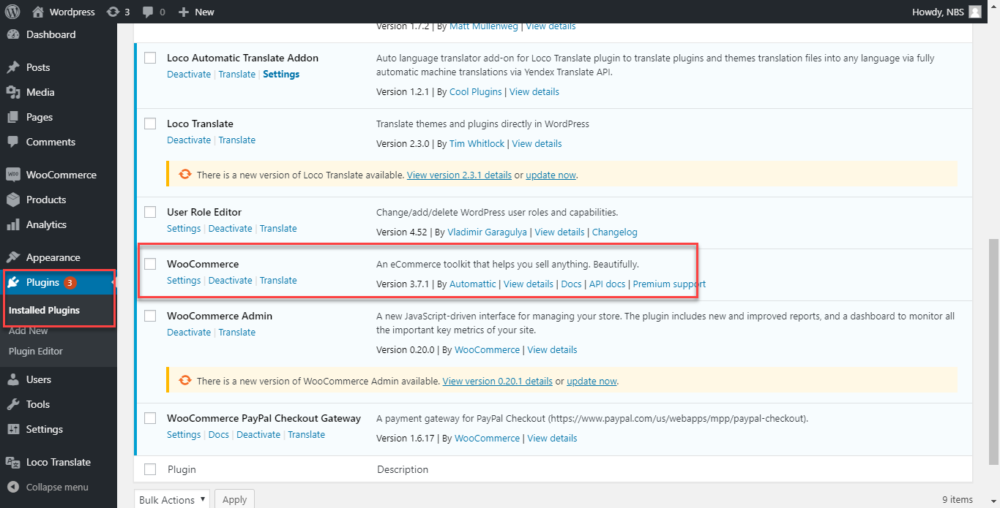 Wordpress 3 0 New Howdy, NBS
Dashboard
Posts
Media
Pages
Comments
WooCommerce
Products
Analytics
Appearance
Plugins 3
Installed Plugins
Add New
Plugin Editor
Users
Tools
Settings
Loco Translate
Collapse menu
Version 1.7.2 | By Matt Mullenweg | View details
Loco Automatic Translate Addon
Deactivate | Translate | Settings
Auto language translator add-on for Loco Translate plugin to translate plugins and themes translation files into any language via fully
automatic machine translations via Yendex Translate API.
Version 1.2.1 | By Cool Plugins | View details
Loco Translate
Deactivate | Translate
Translate themes and plugins directly in WordPress
Version 2.3.0 | By Tim Whitlock | View details
There is a new version of Loco Translate available. View version 2.3.1 details or update now.
User Role Editor
Settings | Deactivate | Translate
Change/add/delete WordPress user roles and capabilities.
Version 4.52 | By Vladimir Garagulya | View details | Changelog
WooCommerce
Settings | Deactivate | Translate
An eCommerce toolkit that helps you sell anything. Beautifully.
Version 3.7.1 | By Automattic | View details | Docs | API docs | Premium support
WooCommerce Admin
Deactivate | Translate
A new JavaScript-driven interface for managing your store. The plugin includes new and improved reports, and a dashboard to monitor all
the important key metrics of your site.
Version 0.20.0 | By WooCommerce | View details
There is a new version of WooCommerce Admin available. View version 0.20.1 details or update now.
WooCommerce PayPal Checkout Gateway
Settings | Docs | Deactivate | Translate
A payment gateway for PayPal Checkout (https://www.paypal.com/us/webapps/mpp/paypal-checkout).
Version 1.6.17 | By WooCommerce | View details
Plugin Description
Bulk Actions Apply 9 items